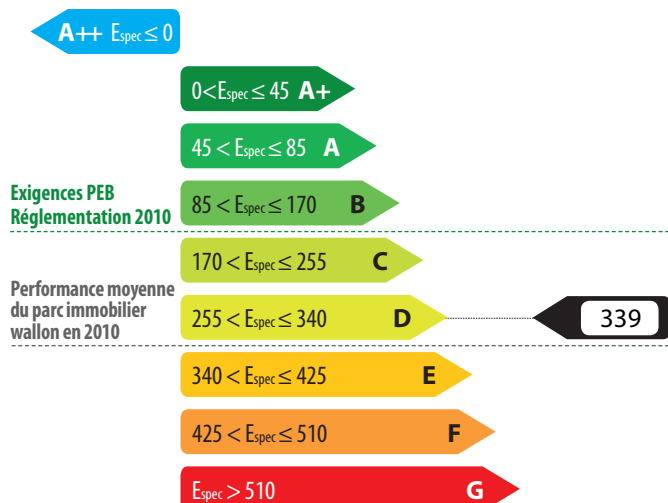 A++ Espec ≤ 0
0<Espec ≤ 45 A+
45 < Espec ≤ 85 A
Exigences PEB
Réglementation 2010
85 < Espec ≤ 170 B
170 < Espec ≤ 255 C
Performance moyenne
du parc immobilier
wallon en 2010
255 < Espec ≤ 340 D 339
340 < Espec ≤ 425 E
425 < Espec ≤ 510 F
Espec > 510 G